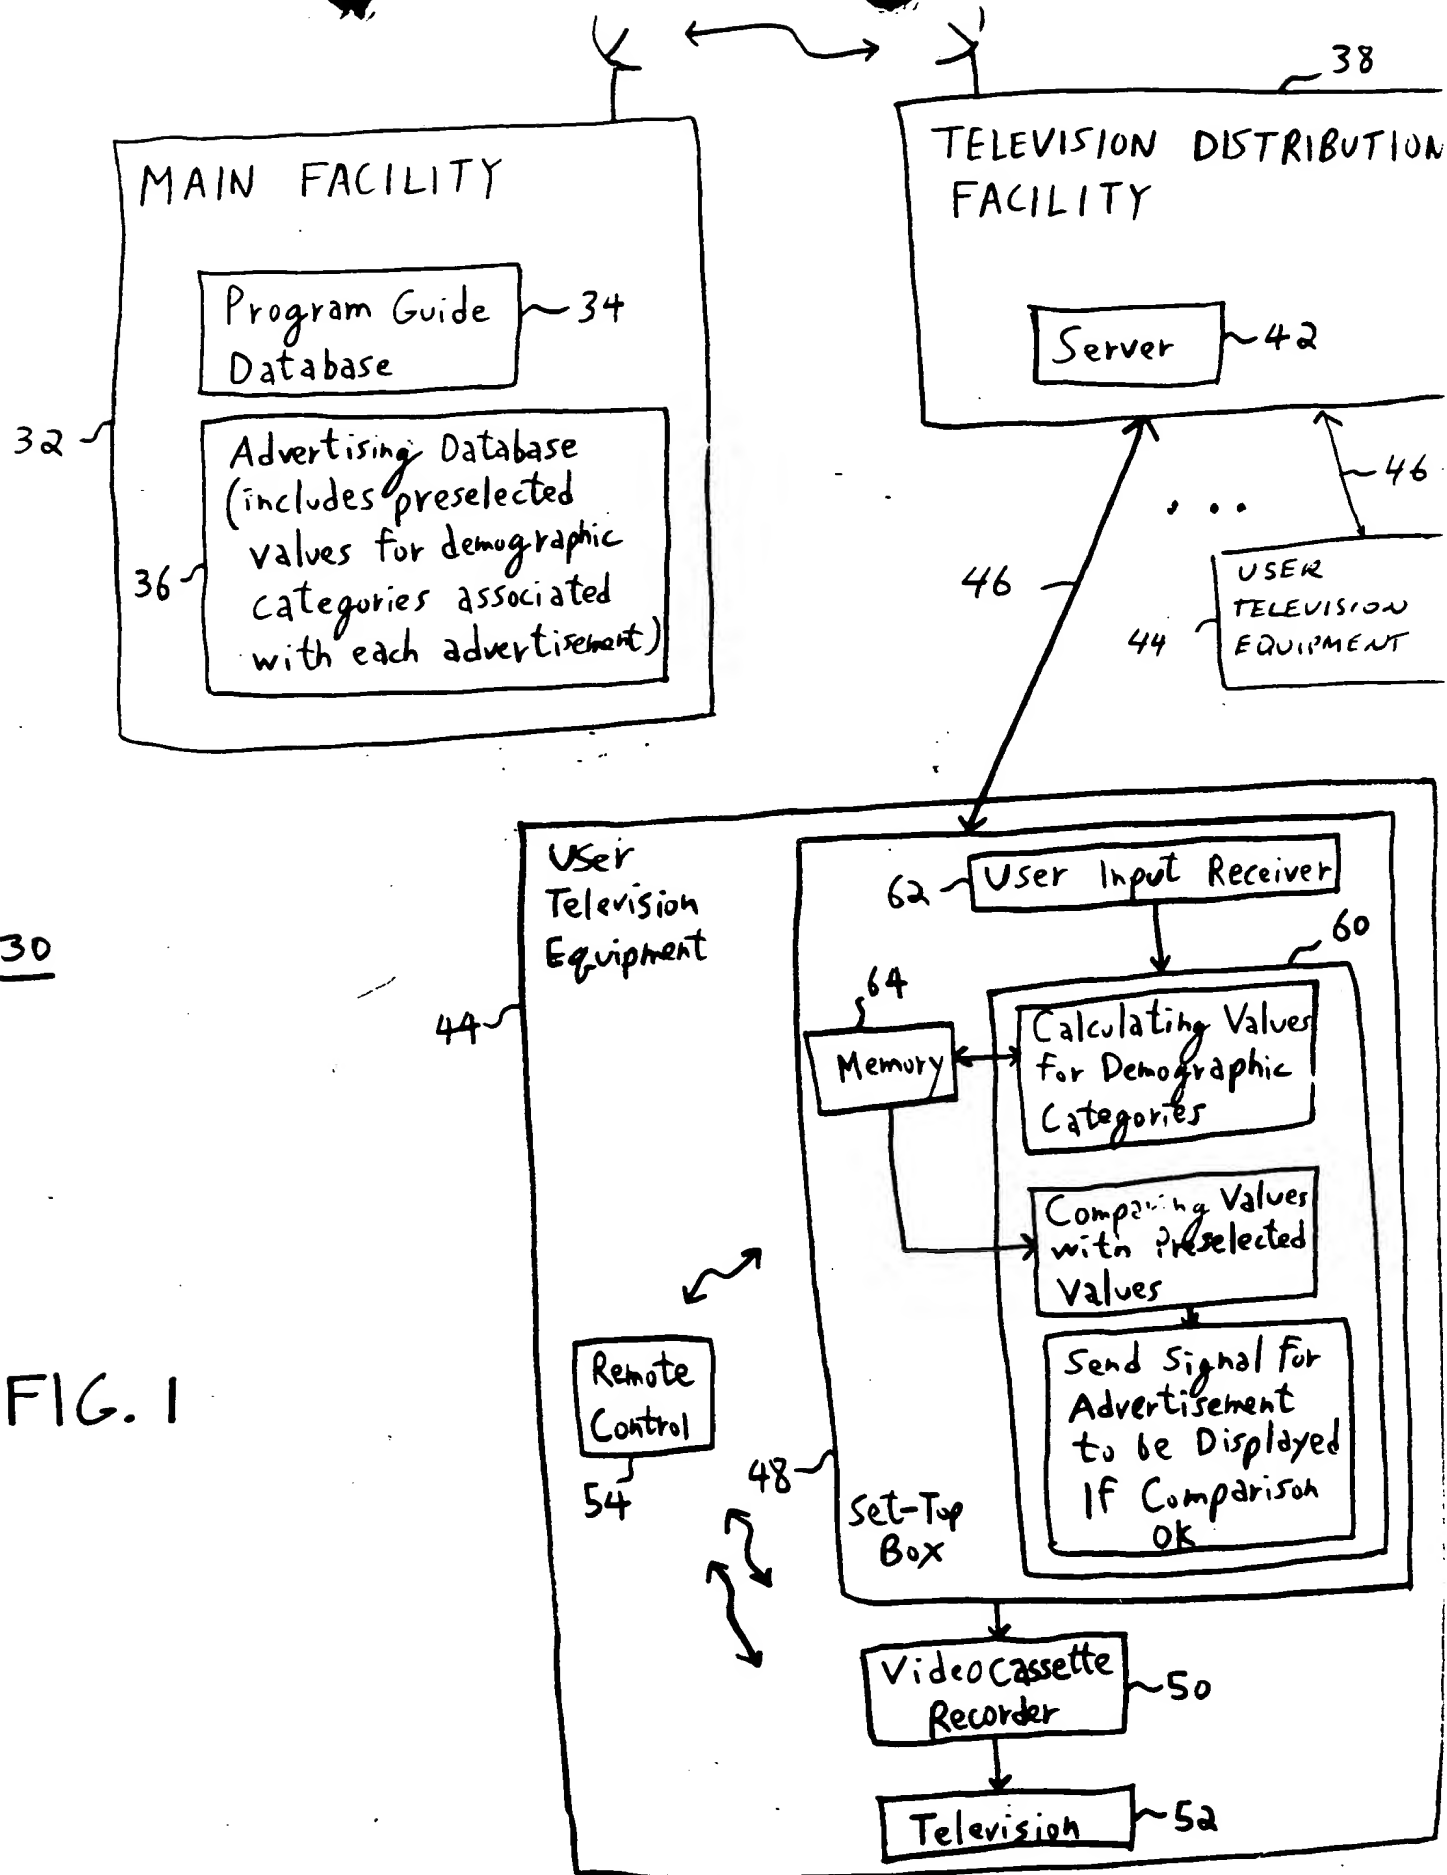 38
MAIN FACILITY
Program Guide
Database
34
32
Advertising Database
(includes preselected
values for demographic
categories associated
with each advertisement)
36
TELEVISION DISTRIBUTION
FACILITY
Server
42
46
46
. . .
USER
TELEVISION
EQUIPMENT
44
30
User
Television
Equipment
44
62
User Input Receiver
60
64
Memory
Calculating Values
for Demographic
Categories
Comparing Values
with Preselected
Values
Send Signal for
Advertisement
to be Displayed
If Comparison
OK
Remote
Control
54
48
Set-Top
Box
FIG. 1
Videocassette
Recorder
50
Television
52